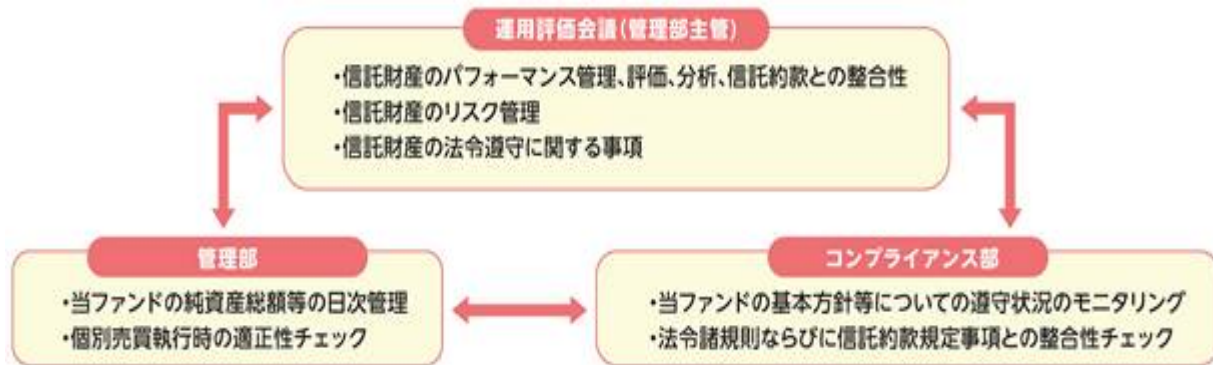 運用評価会議(管理部主管)
・信託財産のパフォーマンス管理、評価、分析、信託約款との整合性
・信託財産のリスク管理
・信託財産の法令遵守に関する事項
管理部
・当ファンドの純資産総額等の日次管理
・個別売買執行時の適正性チェック
コンプライアンス部
・当ファンドの基本方針等についての遵守状況のモニタリング
・法令諸規則ならびに信託約款規定事項との整合性チェック